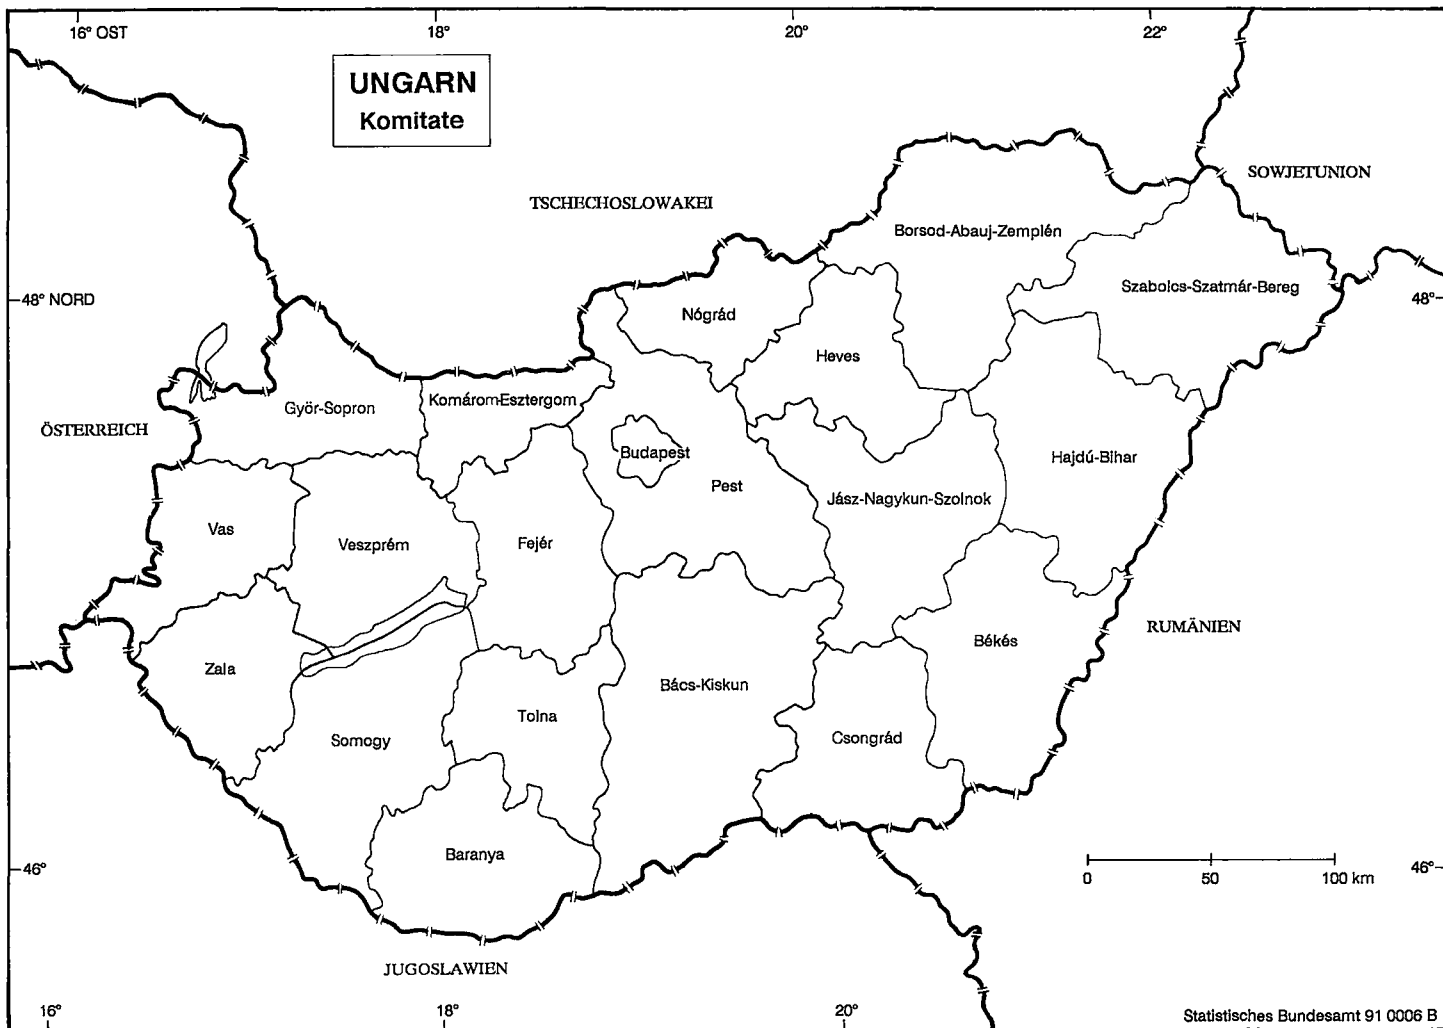 16° OST
18°
20°
22°
UNGARN
Komitate
SOWJETUNION
TSCHECHOSLOWAKEI
Borsod-Abauj-Zemplén
Szabolcs-Szatmár-Bereg
48° NORD
48°
Nógrád
Heves
Györ-Sopron
Komárom-Esztergom
ÖSTERREICH
Budapest
Hajdú-Bihar
Pest
Jász-Nagykun-Szolnok
Vas
Veszprém
Fejér
RUMÄNIEN
Békés
Zala
Bács-Kiskun
Tolna
Somogy
Csongrád
Baranya
46°
46°
0 50 100 km
JUGOSLAWIEN
16°
18°
20°
Statistisches Bundesamt 91 0006 B